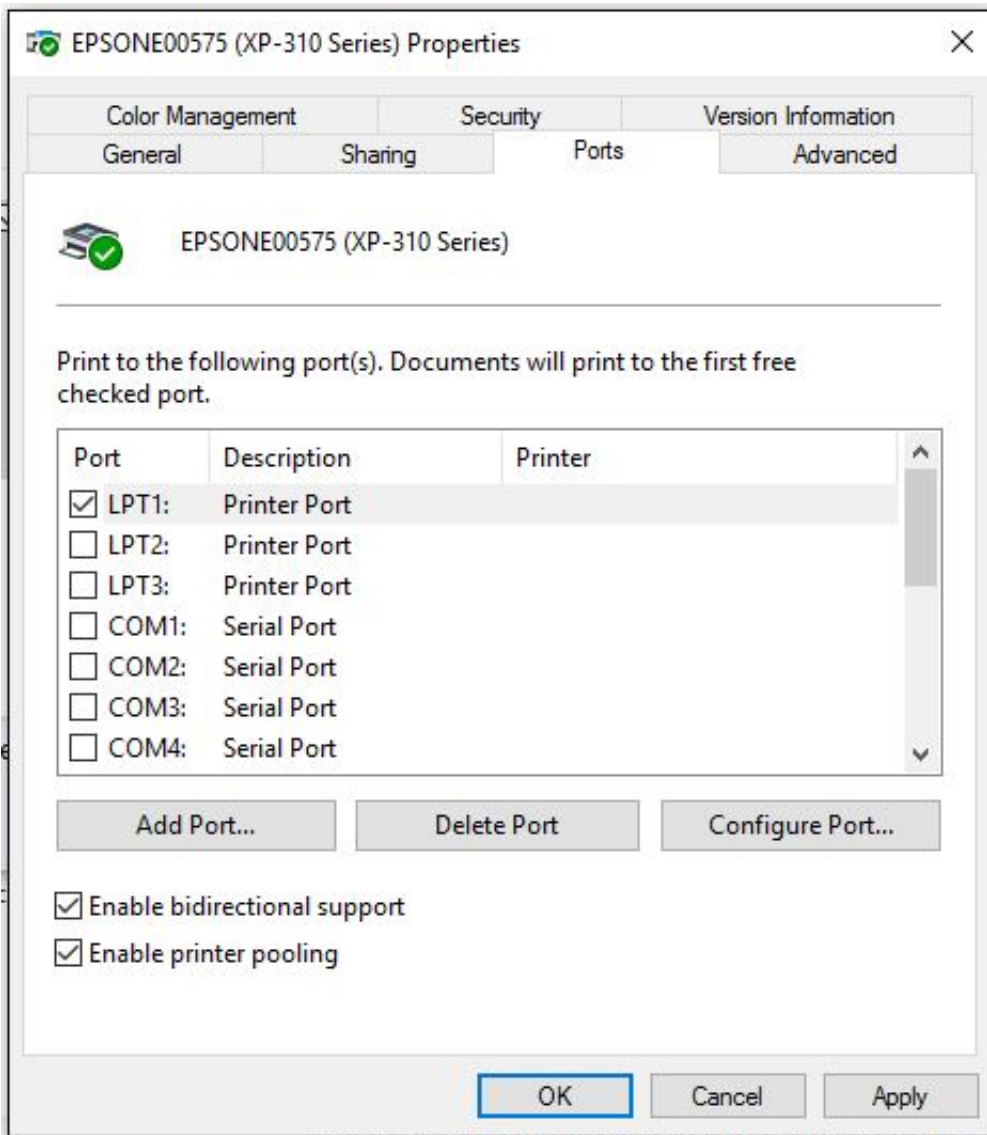 EPSONE00575 (XP-310 Series) Properties
Color Management Security Version Information
General Sharing Ports Advanced
EPSONE00575 (XP-310 Series)
Print to the following port(s). Documents will print to the first free
checked port.
Port Description Printer
LPT1: Printer Port
LPT2: Printer Port
LPT3: Printer Port
COM1: Serial Port
COM2: Serial Port
COM3: Serial Port
COM4: Serial Port
Add Port... Delete Port Configure Port...
Enable bidirectional support
Enable printer pooling
OK Cancel Apply